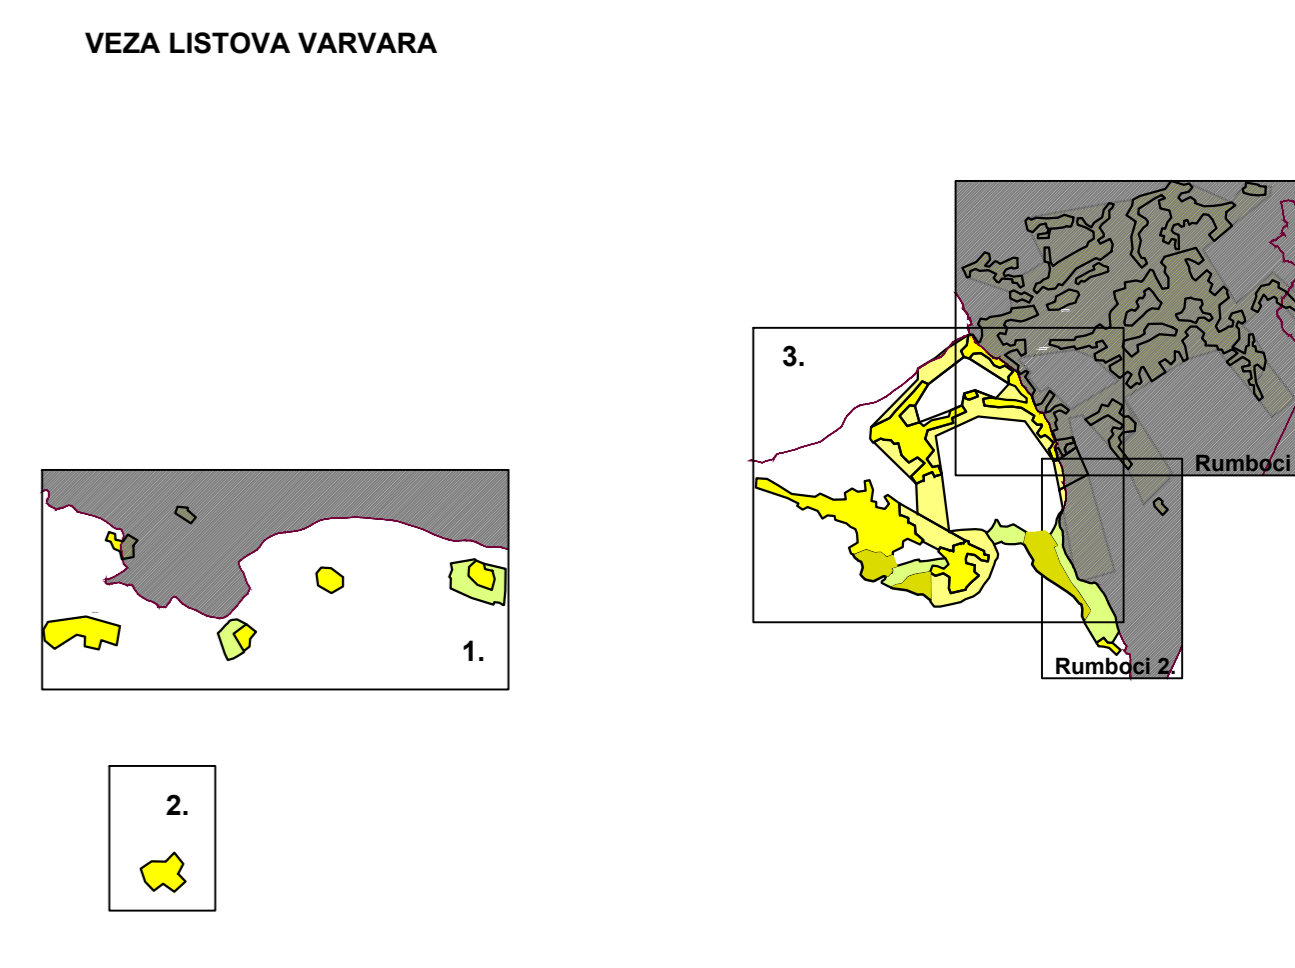 VEZA LISTOVA VARVARA
3.
Rumboci
1.
Rumboci 2.
2.